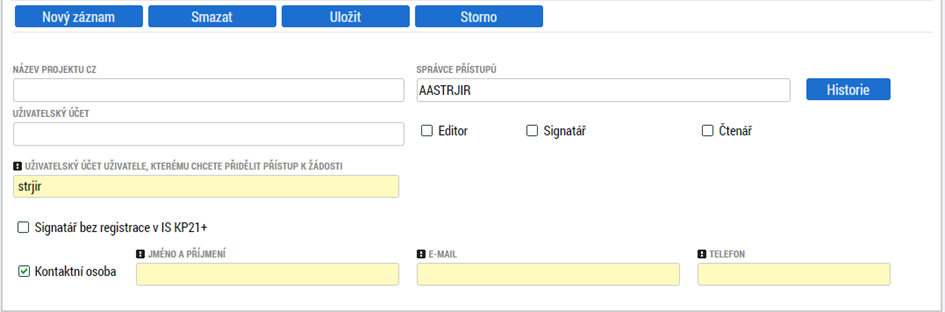 Nový záznam Smazat Uložit Storno
NÁZEV PROJEKTU CZ SPRÁVCE PŘÍSTUPŮ
AASTRJIR Historie
UŽIVATELSKÝ ÚČET
Editor Signatář Čtenář
UŽIVATELSKÝ ÚČET UŽIVATELE, KTERÉMU CHCETE PŘIDĚLIT PŘÍSTUP K ŽÁDOSTI
strjir
Signatář bez registrace v IS KP21+
JMÉNO A PŘÍJMENÍ E-MAIL TELEFON
Kontaktní osoba